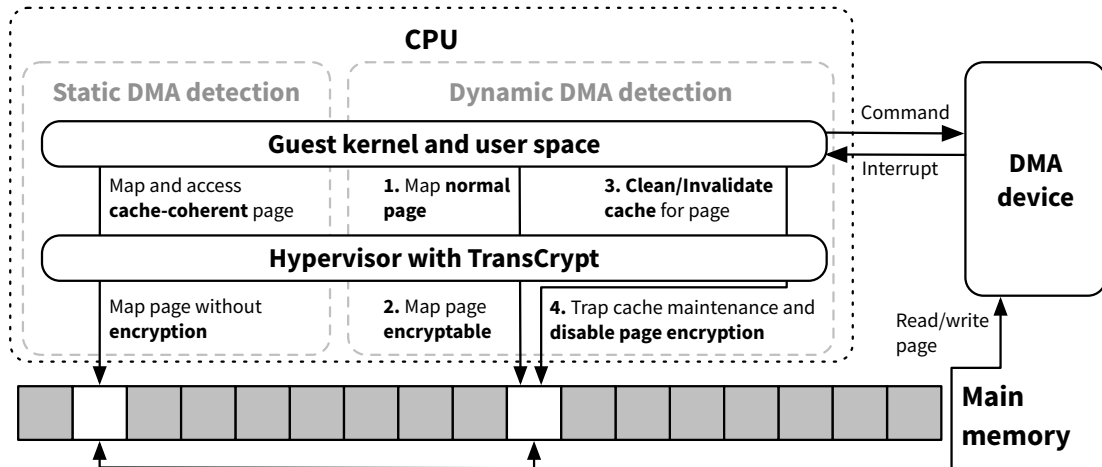 CPU
Static DMA detection
Dynamic DMA detection
Guest kernel and user space
Command
Interrupt
DMA
device
Map and access
cache-coherent page
1. Map normal
page
3. Clean/Invalidate
cache for page
Hypervisor with TransCrypt
Map page without
encryption
2. Map page
encryptable
4. Trap cache maintenance and
disable page encryption
Read/write
page
Main
memory